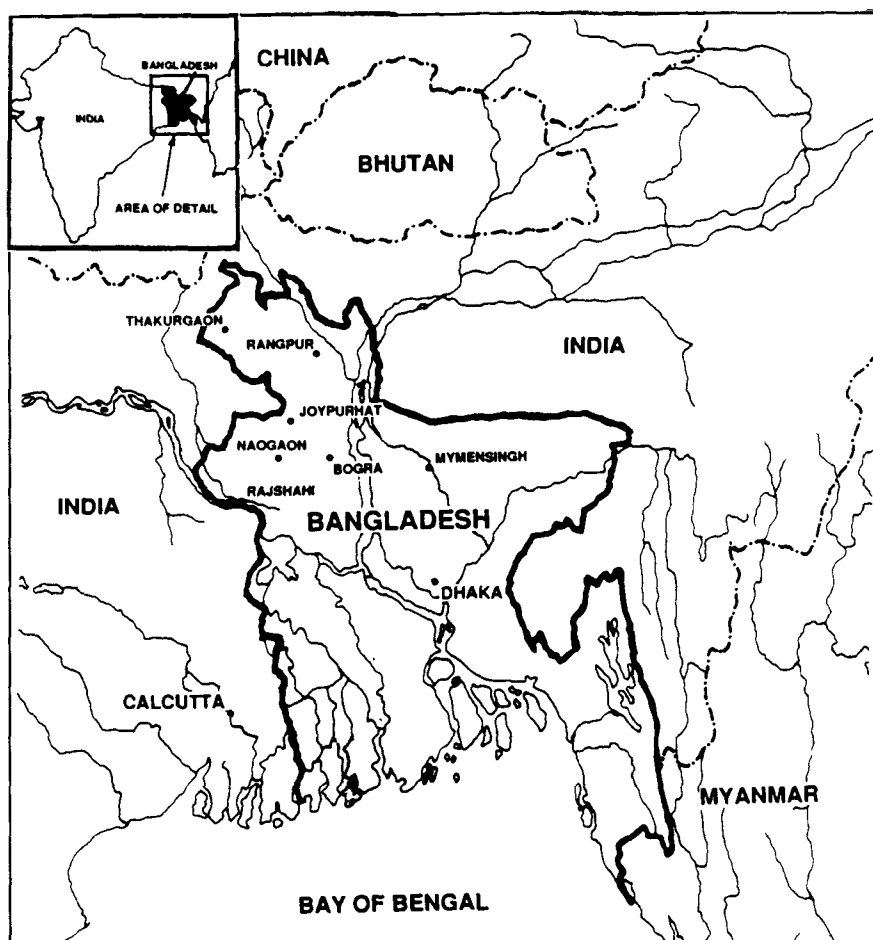 BANGLADESH
INDIA
AREA OF DETAIL
CHINA
BHUTAN
THAKURGAON
RANGPUR
INDIA
JOYPURHAT
NAOGAON
BOGRA
MYMENSINGH
RAJSHAHI
INDIA
BANGLADESH
DHAKA
CALCUTTA
MYANMAR
BAY OF BENGAL